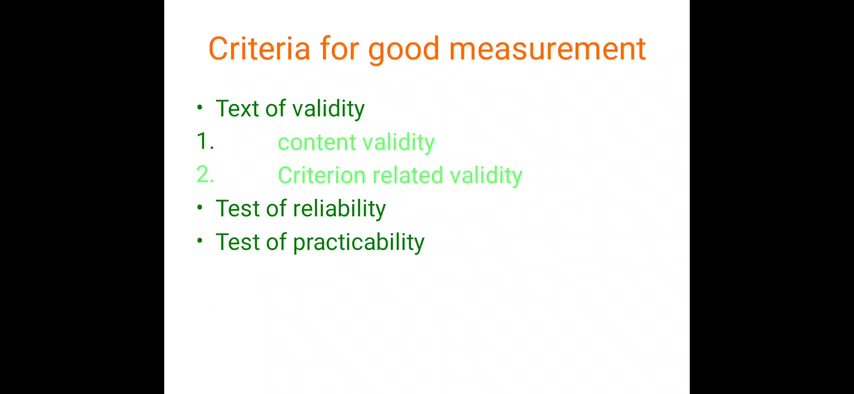 Criteria for good measurement
• Text of validity
1. content validity
2. Criterion related validity
• Test of reliability
• Test of practicability